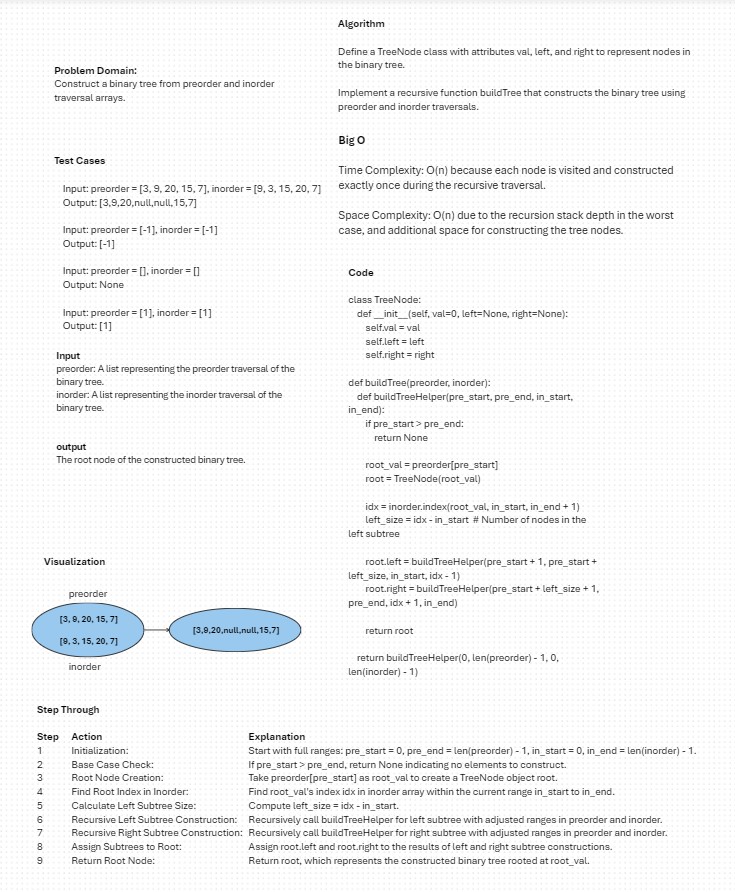 Problem Domain:
Construct a binary tree from preorder and inorder
traversal arrays.
Test Cases
Input: preorder = [3, 9, 20, 15, 7], inorder = [9, 3, 15, 20, 7]
Output: [3,9,20,null,null,15,7]
Input: preorder = [-1], inorder = [-1]
Output: [-1]
Input: preorder = [], inorder = []
Output: None
Input: preorder = [1], inorder = [1]
Output: [1]
Input
preorder: A list representing the preorder traversal of the
binary tree.
inorder: A list representing the inorder traversal of the
binary tree.
output
The root node of the constructed binary tree.
Visualization
preorder
[3, 9, 20, 15, 7]
[9, 3, 15, 20, 7]
inorder
[3,9,20,null,null,15,7]
Algorithm
Define a TreeNode class with attributes val, left, and right to represent nodes in
the binary tree.
Implement a recursive function buildTree that constructs the binary tree using
preorder and inorder traversals.
Big O
Time Complexity: O(n) because each node is visited and constructed
exactly once during the recursive traversal.
Space Complexity: O(n) due to the recursion stack depth in the worst
case, and additional space for constructing the tree nodes.
Code
class TreeNode:
def __init__(self, val=0, left=None, right=None):
self.val = val
self.left = left
self.right = right
def buildTree(preorder, inorder):
def buildTreeHelper(pre_start, pre_end, in_start,
in_end):
if pre_start > pre_end:
return None
root_val = preorder[pre_start]
root = TreeNode(root_val)
idx = inorder.index(root_val, in_start, in_end + 1)
left_size = idx - in_start # Number of nodes in the
left subtree
root.left = buildTreeHelper(pre_start + 1, pre_start +
left_size, in_start, idx - 1)
root.right = buildTreeHelper(pre_start + left_size + 1,
pre_end, idx + 1, in_end)
return root
return buildTreeHelper(0, len(preorder) - 1, 0,
len(inorder) - 1)
Step Through
Step Action Explanation
1 Initialization: Start with full ranges: pre_start = 0, pre_end = len(preorder) - 1, in_start = 0, in_end = len(inorder) - 1.
2 Base Case Check: If pre_start > pre_end, return None indicating no elements to construct.
3 Root Node Creation: Take preorder[pre_start] as root_val to create a TreeNode object root.
4 Find Root Index in Inorder: Find root_val's index idx in inorder array within the current range in_start to in_end.
5 Calculate Left Subtree Size: Compute left_size = idx - in_start.
6 Recursive Left Subtree Construction: Recursively call buildTreeHelper for left subtree with adjusted ranges in preorder and inorder.
7 Recursive Right Subtree Construction: Recursively call buildTreeHelper for right subtree with adjusted ranges in preorder and inorder.
8 Assign Subtrees to Root: Assign root.left and root.right to the results of left and right subtree constructions.
9 Return Root Node: Return root, which represents the constructed binary tree rooted at root_val.